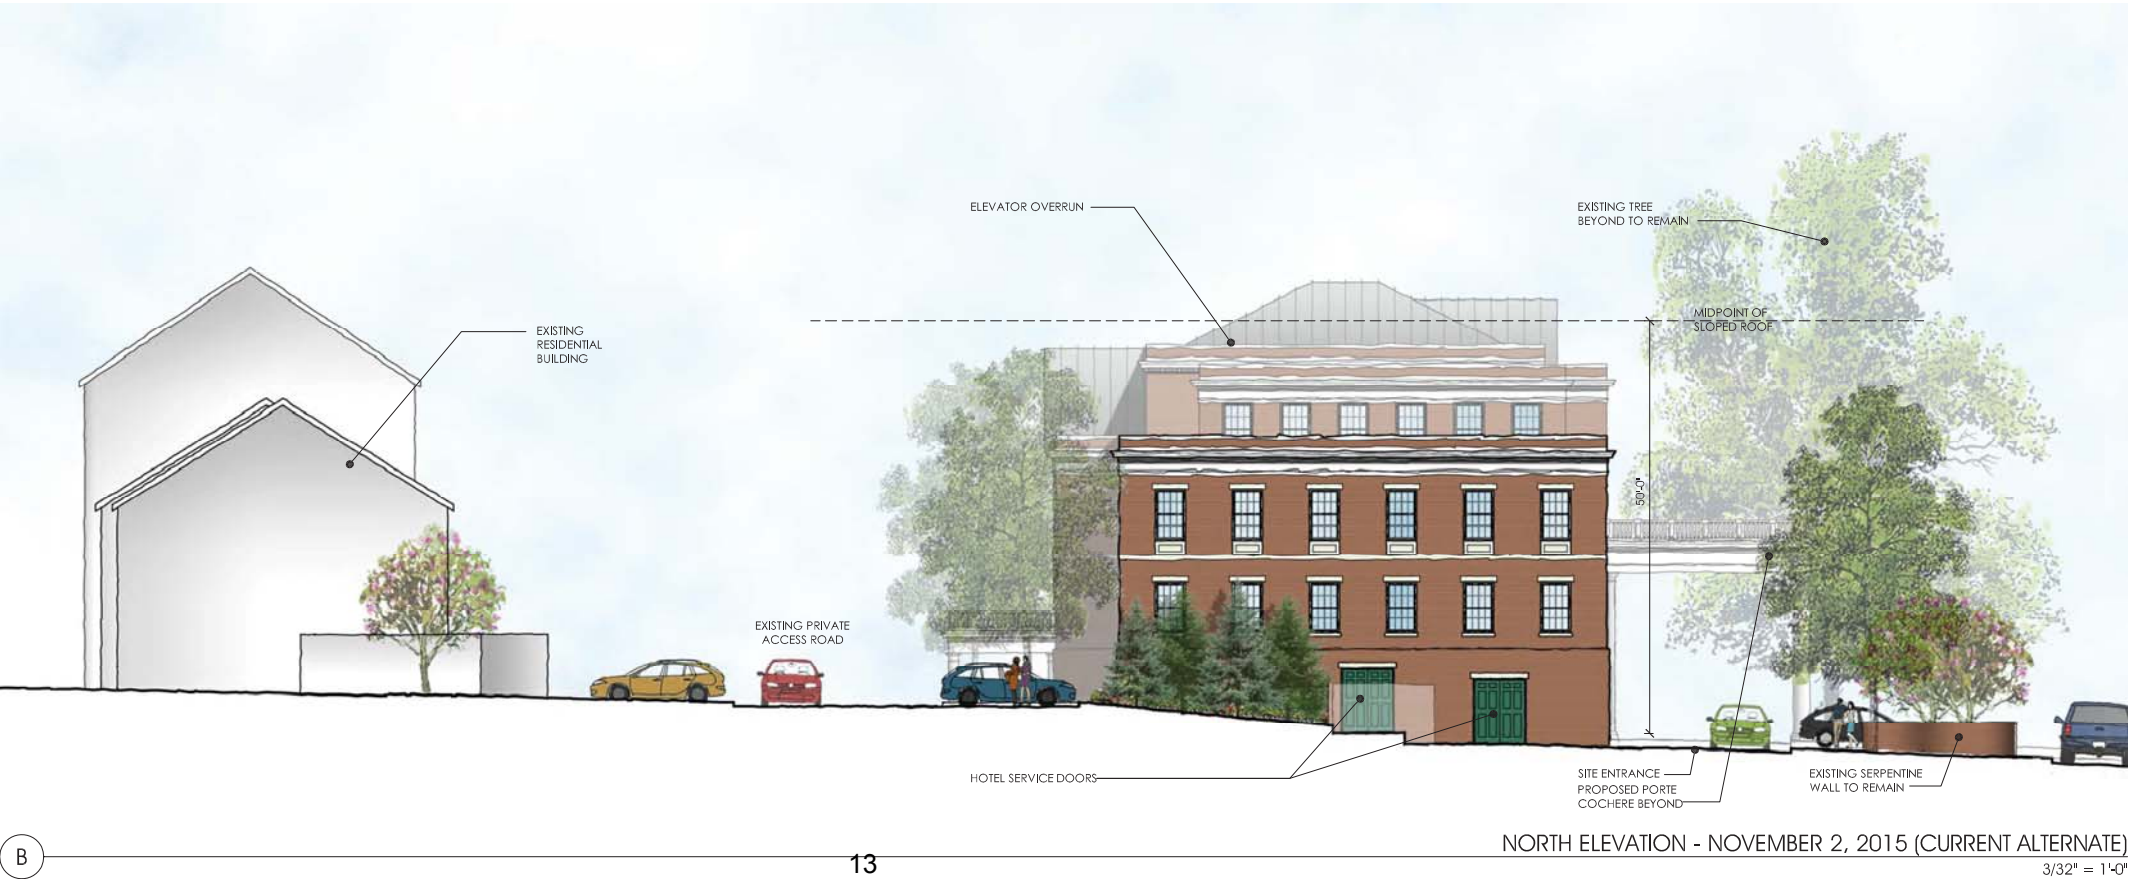 ELEVATOR OVERRUN
EXISTING TREE
BEYOND TO REMAIN
MIDPOINT OF
SLOPED ROOF
EXISTING
RESIDENTIAL
BUILDING
50'-0"
EXISTING PRIVATE
ACCESS ROAD
HOTEL SERVICE DOORS
SITE ENTRANCE
PROPOSED PORTE
COCHERE BEYOND
EXISTING SERPENTINE
WALL TO REMAIN
B
13
NORTH ELEVATION - NOVEMBER 2, 2015 (CURRENT ALTERNATE)
3/32" = 1'-0"